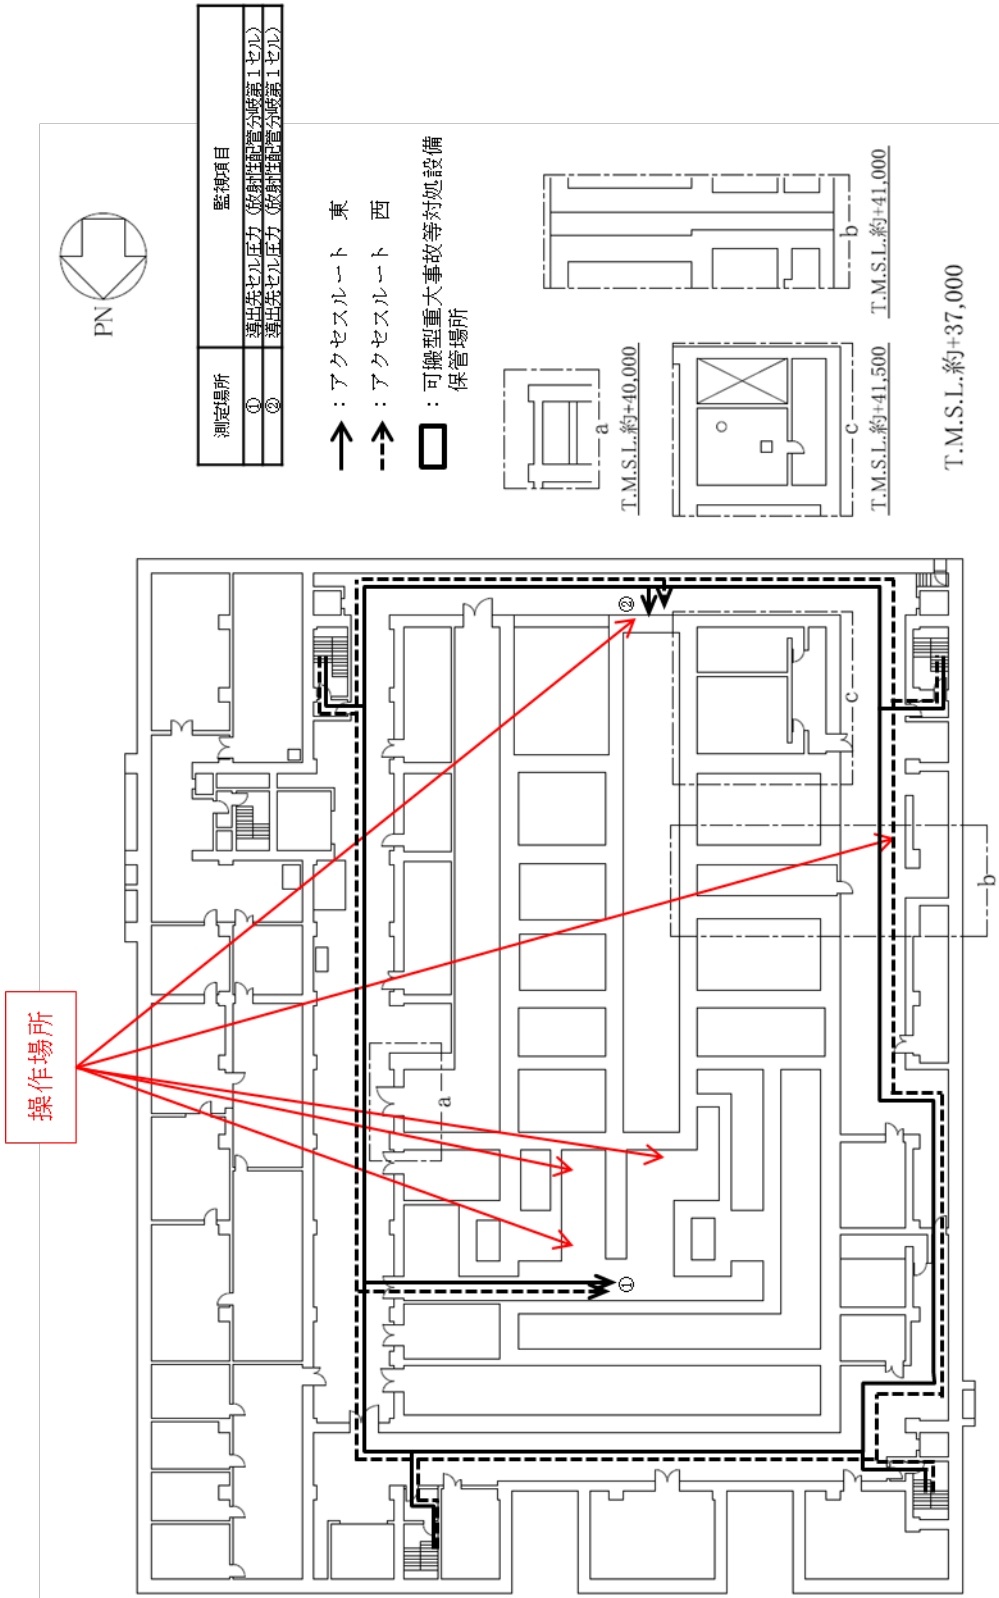 測定場所 監視項目
① 導出先セル圧力（放射性配管分岐第１セル）
② 導出先セル圧力（放射性配管分岐第１セル）
PN
：アクセスルート　東
：アクセスルート　西
：可搬型重大事故等対処設備
保管場所
a
T.M.S.L.約+40,000
b
T.M.S.L.約+41,000
c
T.M.S.L.約+41,500
T.M.S.L.約+37,000
操作場所
②
c
b
a
①